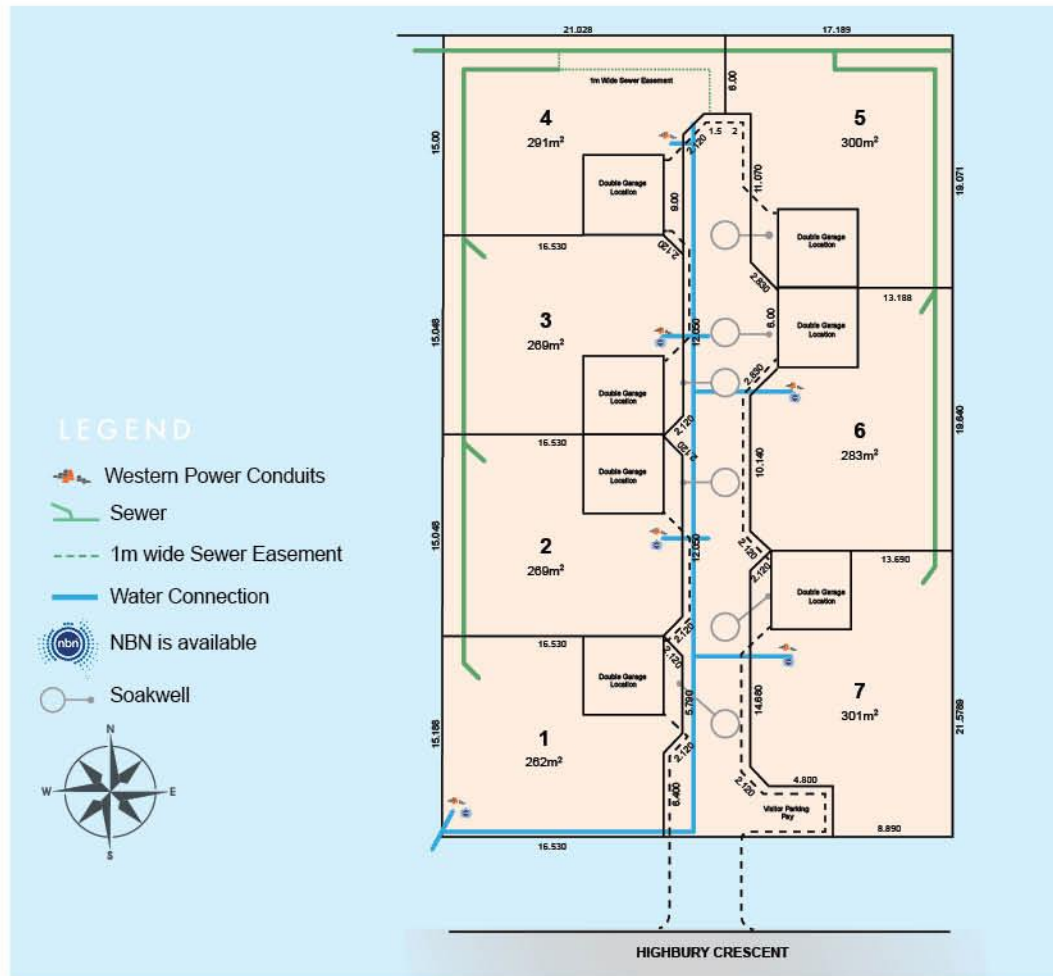 21.028
17.189
1m Wide Sewer Easement
6.00
4
291m²
5
300m²
15.00
1.5
2
2.120
11.070
19.071
Double Garage
Location
9.00
Double Garage
Location
16.530
2.120
2.830
13.188
3
269m²
15.048
12.050
6.00
Double Garage
Location
Double Garage
Location
2.830
19.640
LEGEND
2.120
16.530
2.120
6
283m²
Western Power Conduits
Double Garage
Location
10.140
Sewer
1m wide Sewer Easement
2
269m²
15.048
12.050
2.120
13.690
Water Connection
2.120
Double Garage
Location
nbn
NBN is available
2.120
16.530
2.120
Soakwell
Double Garage
Location
5.790
14.680
7
301m²
21.5789
N
W
E
S
1
262m²
15.188
2.120
6.400
2.120
4.800
Visitor Parking
Pay
16.530
8.890
HIGHBURY CRESCENT